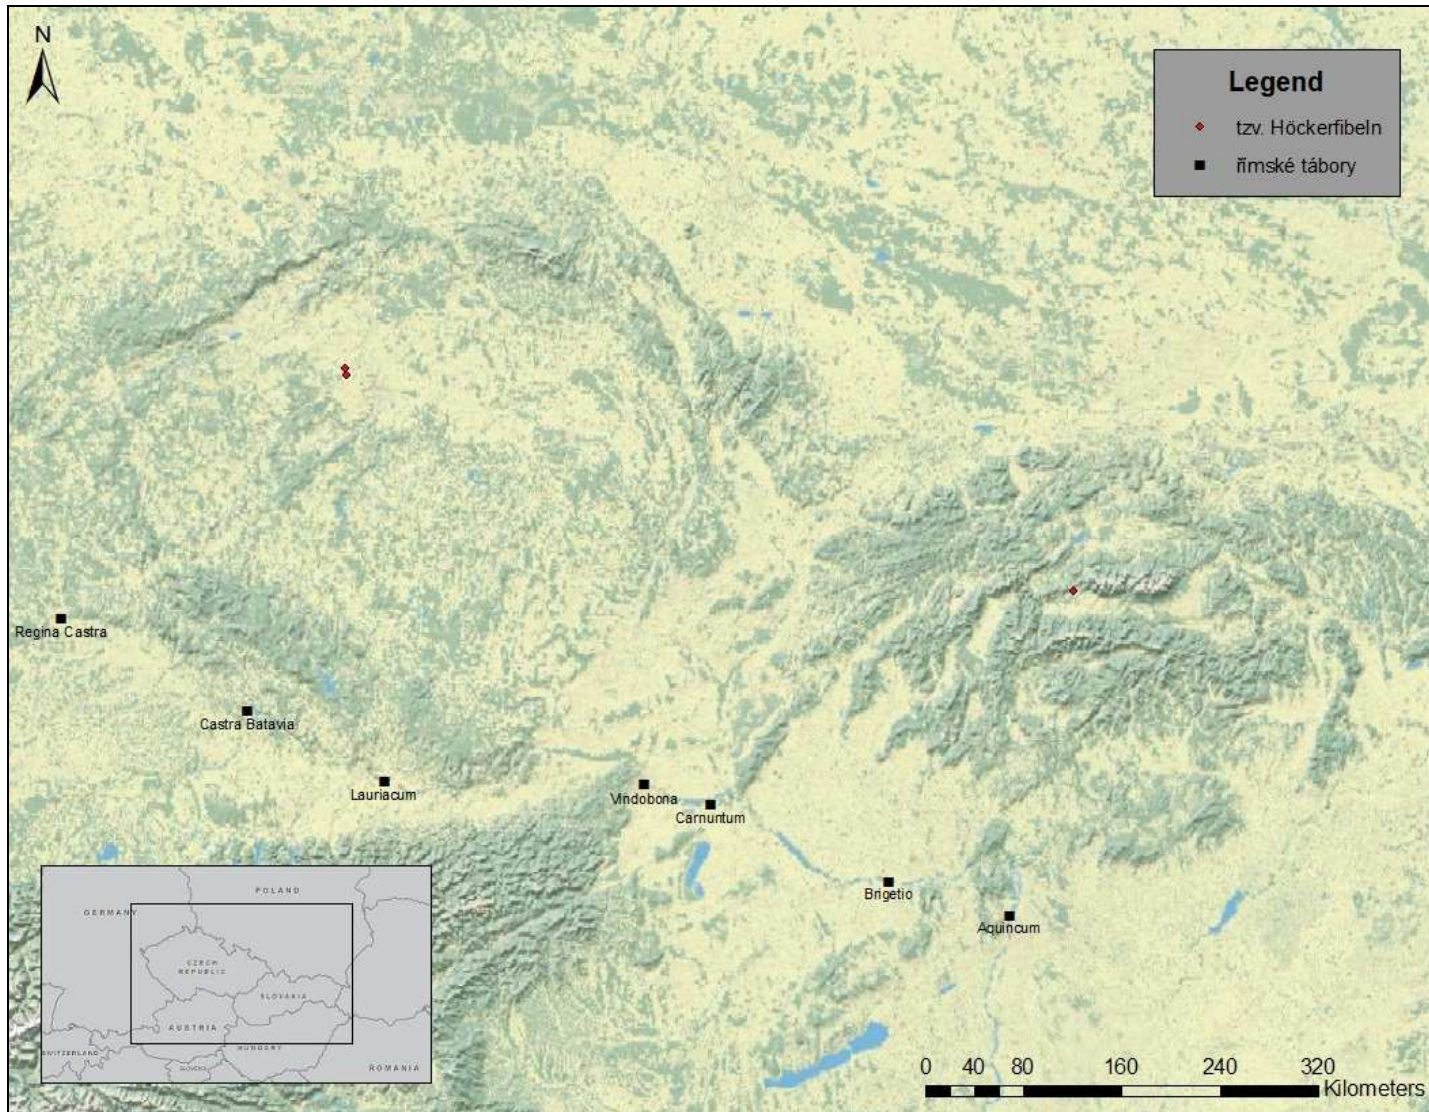 N
Legend
tzv. Höckerfibeln
římské tábory
Regina Castra
Castra Batavia
Lauriacum
Vindobona
Carnuntum
Brigetio
Aquincum
POLAND
GERMANY
CZECH
REPUBLIC
SLOVAKIA
AUSTRIA
HUNGARY
SWITZERLAND
ROMANIA
0 40 80 160 240 320
Kilometers